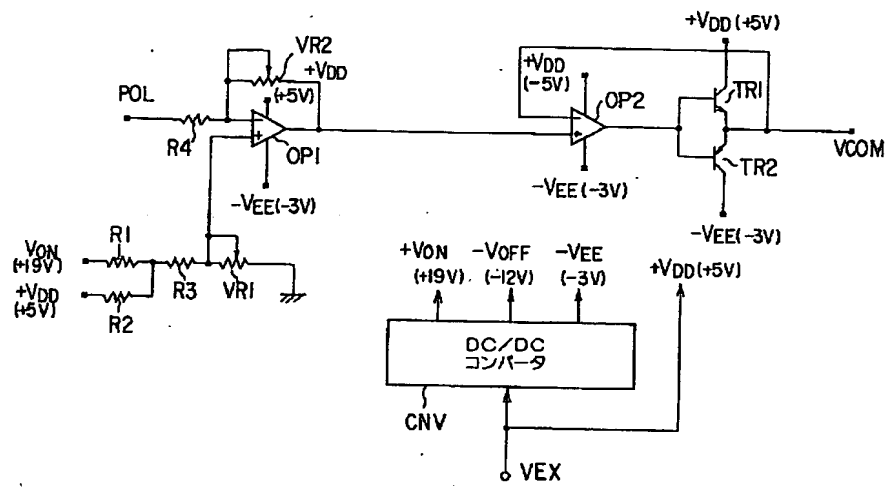 +VDD(+5V)
VR2
+VDD
(+5V)
+VDD
(-5V)
OP2
TR1
POL
R4
OP1
VCOM
TR2
-VEE(-3V)
-VEE(-3V)
-VEE(-3V)
R1
VON
(+19V)
R3
VR1
+VDD
(+5V)
R2
+VON
(+19V)
-VOFF
(-12V)
-VEE
(-3V)
+VDD(+5V)
DC/DC
コンバータ
CNV
VEX